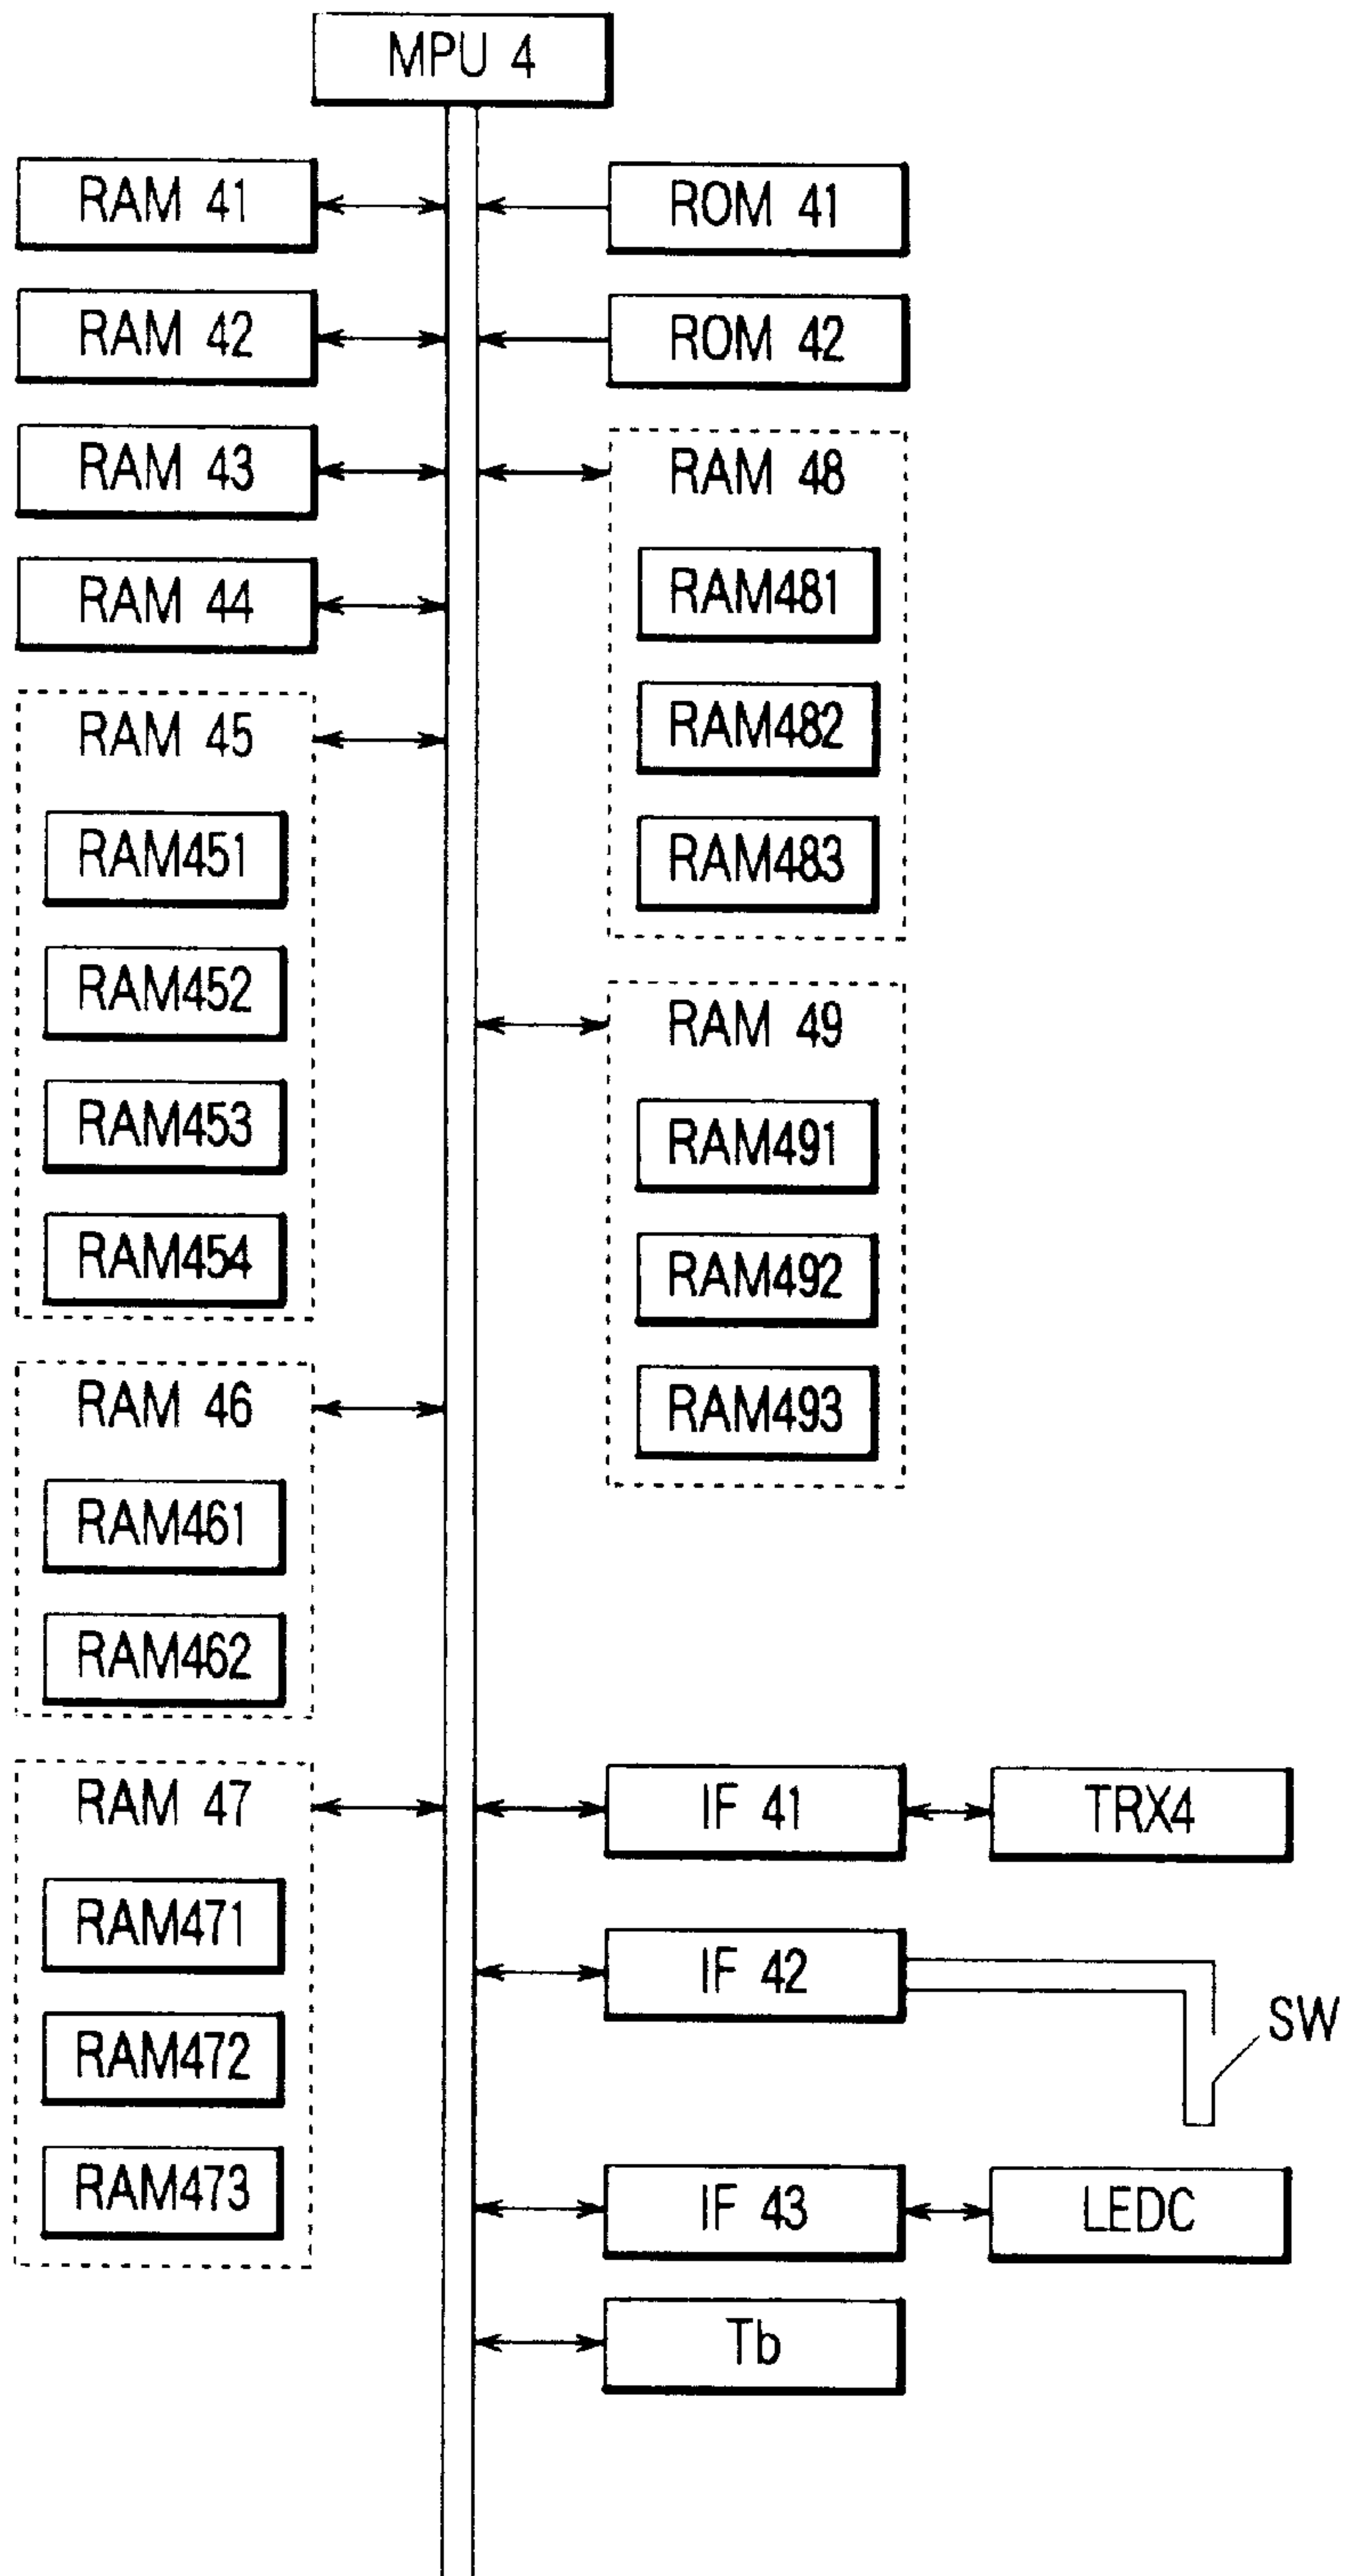 MPU 4
RAM 41
ROM 41
RAM 42
ROM 42
RAM 43
RAM 48
RAM 44
RAM481
RAM482
RAM483
RAM 45
RAM451
RAM452
RAM453
RAM454
RAM 49
RAM491
RAM492
RAM493
RAM 46
RAM461
RAM462
RAM 47
RAM471
RAM472
RAM473
IF 41
TRX4
IF 42
SW
IF 43
LEDC
Tb